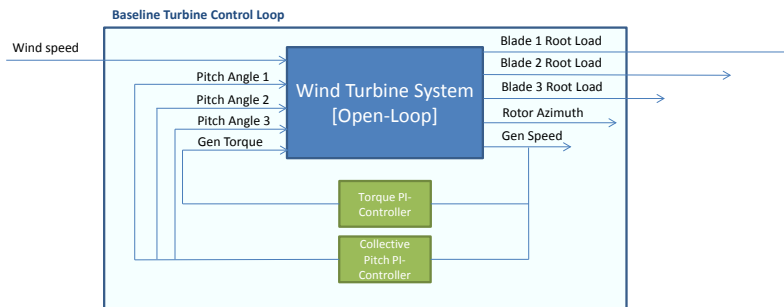 Baseline Turbine Control Loop
Wind speed
Pitch Angle 1
Pitch Angle 2
Pitch Angle 3
Gen Torque
Wind Turbine System
[Open-Loop]
Blade 1 Root Load
Blade 2 Root Load
Blade 3 Root Load
Rotor Azimuth
Gen Speed
Torque PI-
Controller
Collective
Pitch PI-
Controller